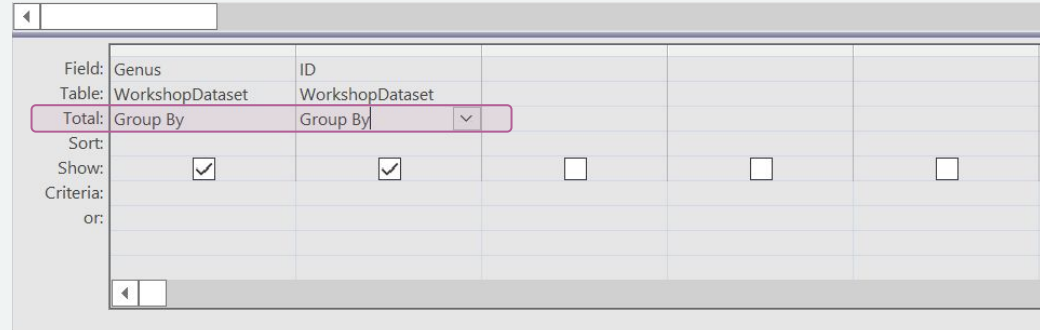 Field: Genus ID
Table: WorkshopDataset WorkshopDataset
Total: Group By Group By
Sort:
Show:
Criteria:
or: